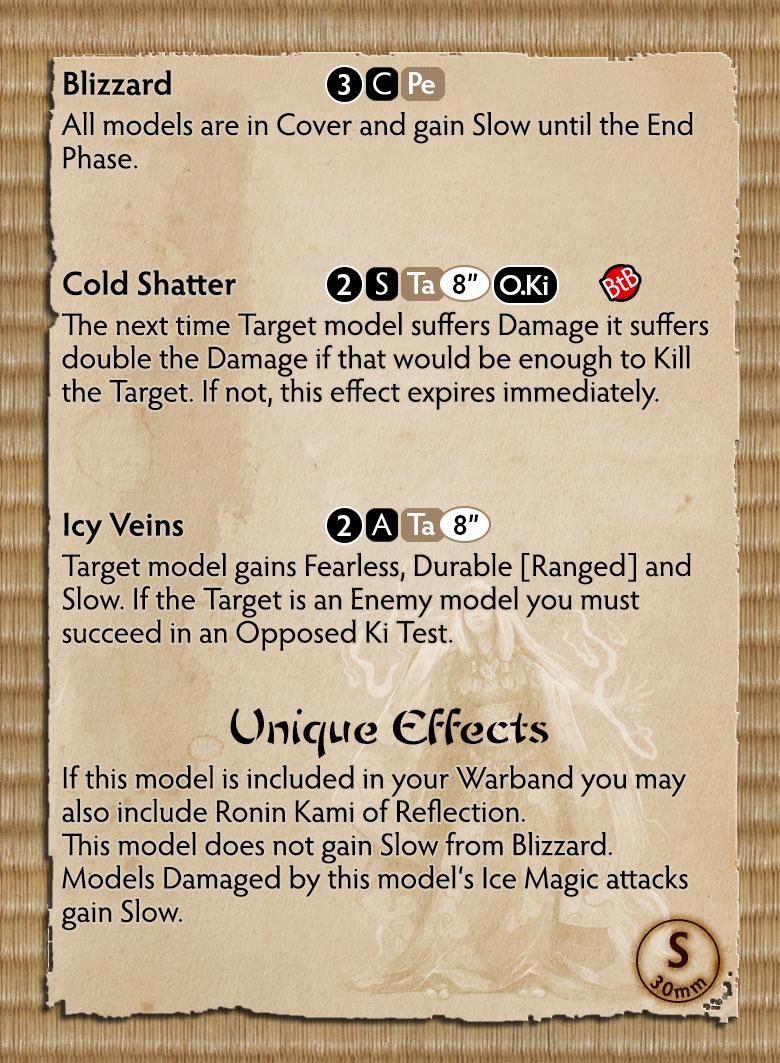 Blizzard 3 C Pe
All models are in Cover and gain Slow until the End
Phase.
Cold Shatter 2 S Ta 8" O.Ki BtB
The next time Target model suffers Damage it suffers
double the Damage if that would be enough to Kill
the Target. If not, this effect expires immediately.
Icy Veins 2 A Ta 8"
Target model gains Fearless, Durable [Ranged] and
Slow. If the Target is an Enemy model you must
succeed in an Opposed Ki Test.
Unique Effects
If this model is included in your Warband you may
also include Ronin Kami of Reflection.
This model does not gain Slow from Blizzard.
Models Damaged by this model's Ice Magic attacks
gain Slow.
S
30mm